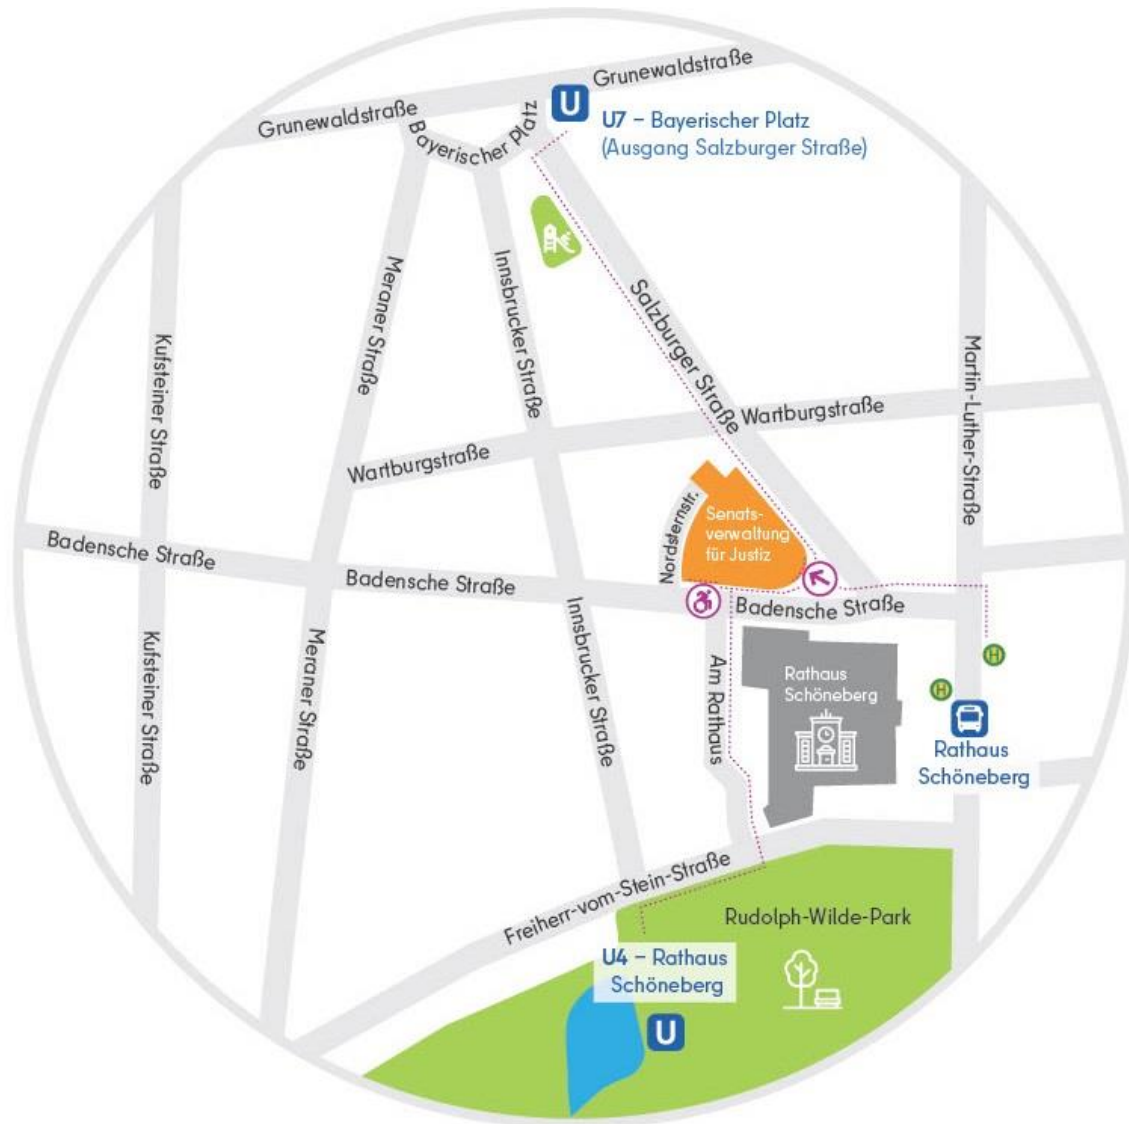 Grunewaldstraße
Grunewaldstraße
Bayerischer Platz
U
U7 – Bayerischer Platz
(Ausgang Salzburger Straße)
Meraner Straße
Innsbrucker Straße
Salzburger Straße
Kufsteiner Straße
Martin-Luther-Straße
Wartburgstraße
Wartburgstraße
Nordsternstr.
Senats-
verwaltung
für Justiz
Badensche Straße
Badensche Straße
Badensche Straße
Kufsteiner Straße
Meraner Straße
Innsbrucker Straße
Am Rathaus
Rathaus
Schöneberg
H
H
Rathaus
Schöneberg
Freiherr-vom-Stein-Straße
Rudolph-Wilde-Park
U4 – Rathaus
Schöneberg
U